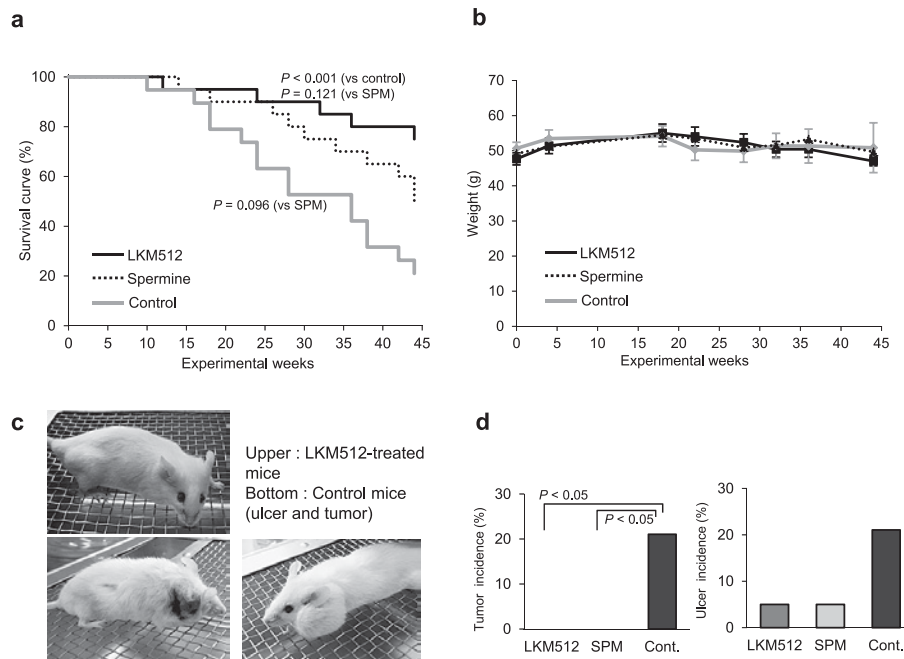 a
Survival curve (%)
100
80
60
40
20
0
P < 0.001 (vs control)
P = 0.121 (vs SPM)
P = 0.096 (vs SPM)
LKM512
Spermine
Control
0 5 10 15 20 25 30 35 40 45
Experimental weeks
b
Weight (g)
70
60
50
40
30
20
10
0
LKM512
Spermine
Control
0 5 10 15 20 25 30 35 40 45
Experimental weeks
c
Upper : LKM512-treated
mice
Bottom : Control mice
(ulcer and tumor)
d
Tumor incidence (%)
30
20
10
0
P < 0.05
P < 0.05
LKM512 SPM Cont.
Ulcer incidence (%)
30
20
10
0
LKM512 SPM Cont.